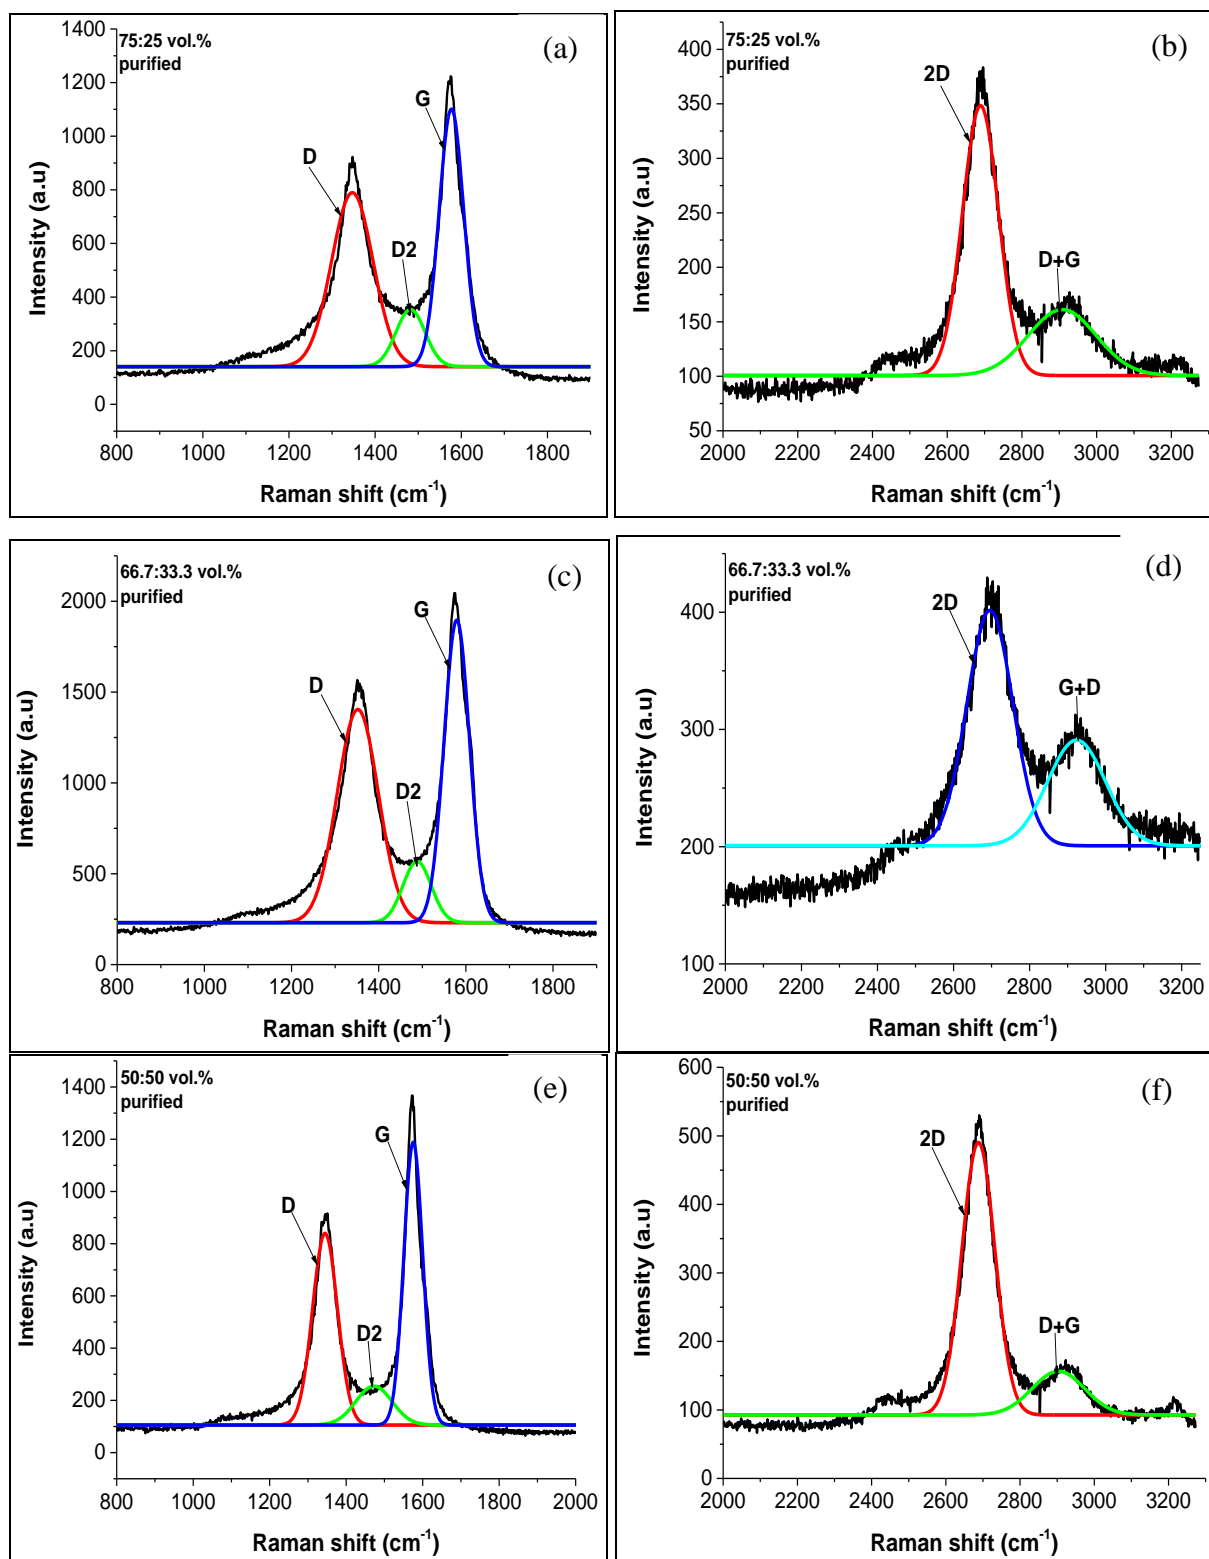 75:25 vol.%
purified
(a)
D
D2
G
Intensity (a.u)
1400
1200
1000
800
600
400
200
0
800 1000 1200 1400 1600 1800
Raman shift (cm-1)
75:25 vol.%
purified
(b)
2D
D+G
Intensity (a.u)
400
350
300
250
200
150
100
50
2000 2200 2400 2600 2800 3000 3200
Raman shift (cm-1)
66.7:33.3 vol.%
purified
(c)
D
D2
G
Intensity (a.u)
2000
1500
1000
500
0
800 1000 1200 1400 1600 1800
Raman shift (cm-1)
66.7:33.3 vol.%
purified
(d)
2D
G+D
Intensity (a.u)
400
300
200
100
2000 2200 2400 2600 2800 3000 3200
Raman shift (cm-1)
50:50 vol.%
purified
(e)
D
D2
G
Intensity (a.u)
1400
1200
1000
800
600
400
200
0
800 1000 1200 1400 1600 1800 2000
Raman shift (cm-1)
50:50 vol.%
purified
(f)
2D
D+G
Intensity (a.u)
600
500
400
300
200
100
0
2000 2200 2400 2600 2800 3000 3200
Raman shift (cm-1)